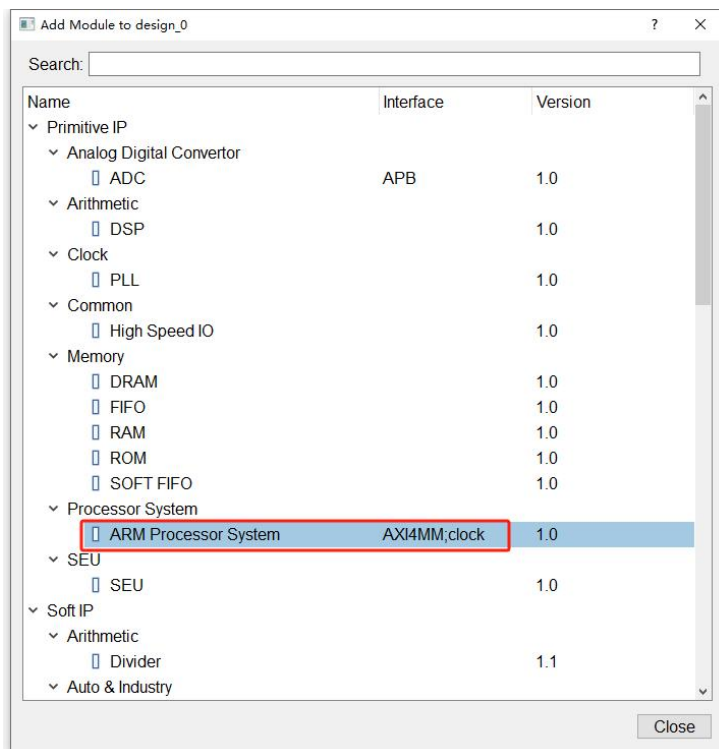 Add Module to design_0 ?
Search:
Name Interface Version
Primitive IP
Analog Digital Convertor
ADC APB 1.0
Arithmetic
DSP 1.0
Clock
PLL 1.0
Common
High Speed IO 1.0
Memory
DRAM 1.0
FIFO 1.0
RAM 1.0
ROM 1.0
SOFT FIFO 1.0
Processor System
ARM Processor System AXI4MM;clock 1.0
SEU
SEU 1.0
Soft IP
Arithmetic
Divider 1.1
Auto & Industry
Close